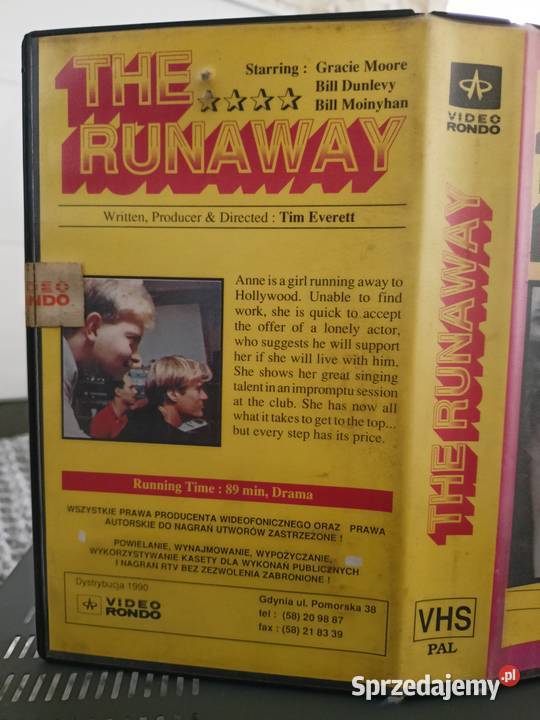 THE
RUNAWAY
Starring : Gracie Moore
Bill Dunlevy
Bill Moinyhan
Written, Producer & Directed : Tim Everett
DEO
NDO
Anne is a girl running away to
Hollywood. Unable to find
work, she is quick to accept
the offer of a lonely actor,
who suggests he will support
her if she will live with him.
She shows her great singing
talent in an impromptu session
at the club. She has now all
what it takes to get to the top...
but every step has its price.
Running Time : 89 min, Drama
WSZYSTKIE PRAWA PRODUCENTA WIDEOFONICZNEGO ORAZ PRAWA
AUTORSKIE DO NAGRAŃ UTWORÓW ZASTRZEŻONE !
POWIELANIE, WYNAJMOWANIE, WYPOŻYCZANIE,
WYKORZYSTYWANIE KASETY DLA WYKONAŃ PUBLICZNYCH
I NAGRAŃ RTV BEZ ZEZWOLENIA ZABRONIONE !
Dystrybucja 1990
VIDEO
RONDO
Gdynia ul. Pomorska 38
tel : (58) 20 98 87
fax : (58) 21 83 39
VIDEO
RONDO
THE RUNAWAY
VHS
PAL
Sprzedajemy.pl